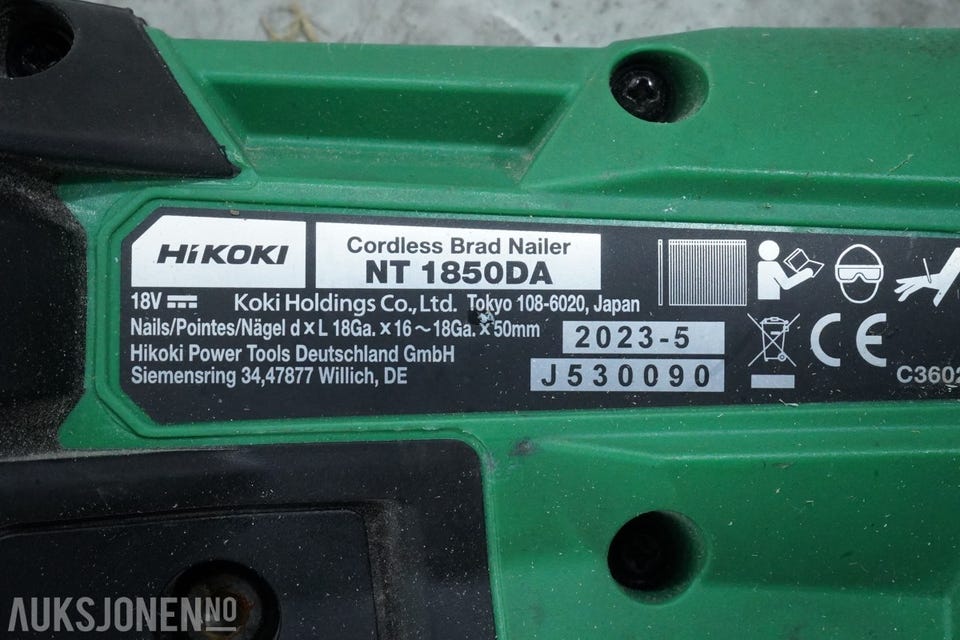 HiKOKI
Cordless Brad Nailer
NT 1850DA
18V
Koki Holdings Co., Ltd. Tokyo 108-6020, Japan
Nails/Pointes/Nägel d x L 18Ga. x 16 ~ 18Ga. x 50mm
Hikoki Power Tools Deutschland GmbH
Siemensring 34,47877 Willich, DE
2023-5
J530090
CE
C3602
AUKSJONEN.NO